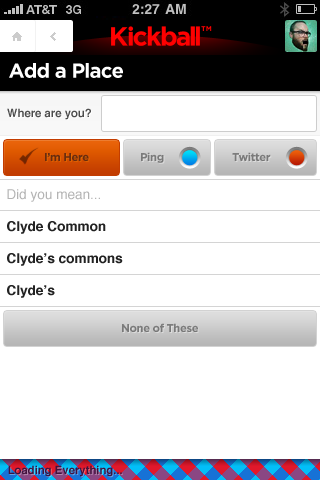 AT&T 3G 2:27 AM
Kickball™
Add a Place
Where are you?
I'm Here Ping Twitter
Did you mean...
Clyde Common
Clyde's commons
Clyde's
None of These
Loading Everything...